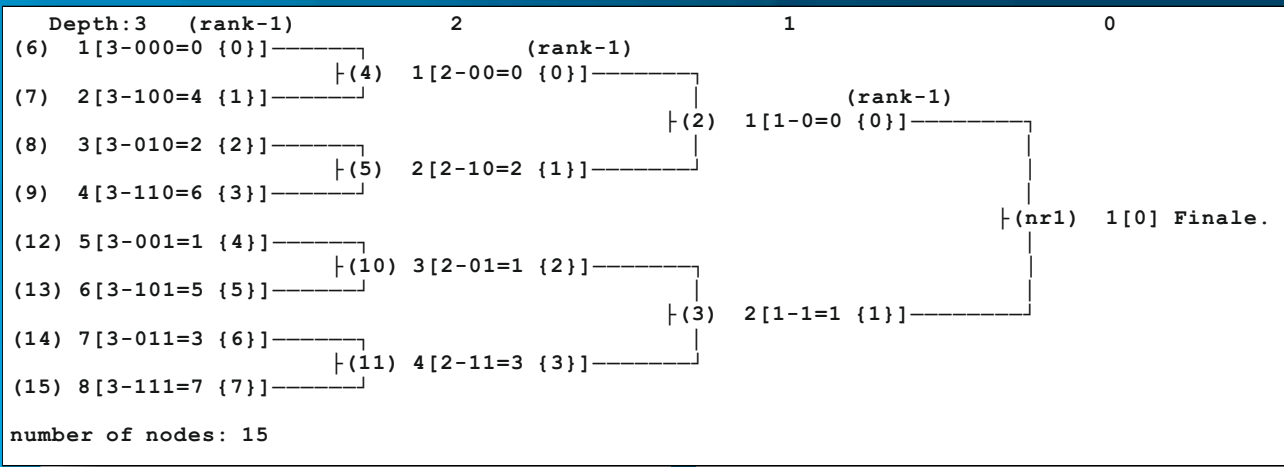 Depth:3 (rank-1) 2 1 0
(6) 1[3-000=0 {0}] (rank-1)
(4) 1[2-00=0 {0}]
(7) 2[3-100=4 {1}] (rank-1)
(2) 1[1-0=0 {0}]
(8) 3[3-010=2 {2}]
(5) 2[2-10=2 {1}]
(9) 4[3-110=6 {3}]
(nr1) 1[0] Finale.
(12) 5[3-001=1 {4}]
(10) 3[2-01=1 {2}]
(13) 6[3-101=5 {5}]
(3) 2[1-1=1 {1}]
(14) 7[3-011=3 {6}]
(11) 4[2-11=3 {3}]
(15) 8[3-111=7 {7}]
number of nodes: 15